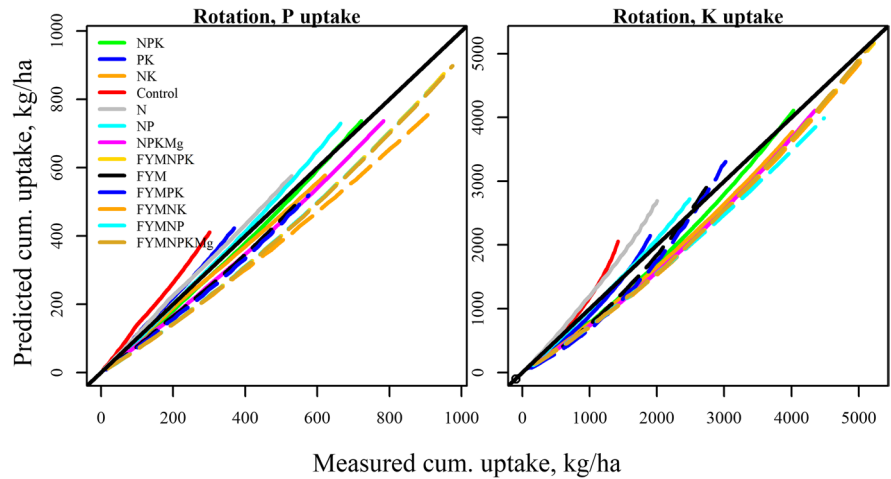 Rotation, P uptake
Rotation, K uptake
Predicted cum. uptake, kg/ha
1000
800
600
400
200
0
NPK
PK
NK
Control
N
NP
NPKMg
FYMNPK
FYM
FYMPK
FYMNK
FYMNP
FYMNPKMg
5000
4000
3000
2000
1000
0
0 200 400 600 800 1000
0 1000 2000 3000 4000 5000
Measured cum. uptake, kg/ha